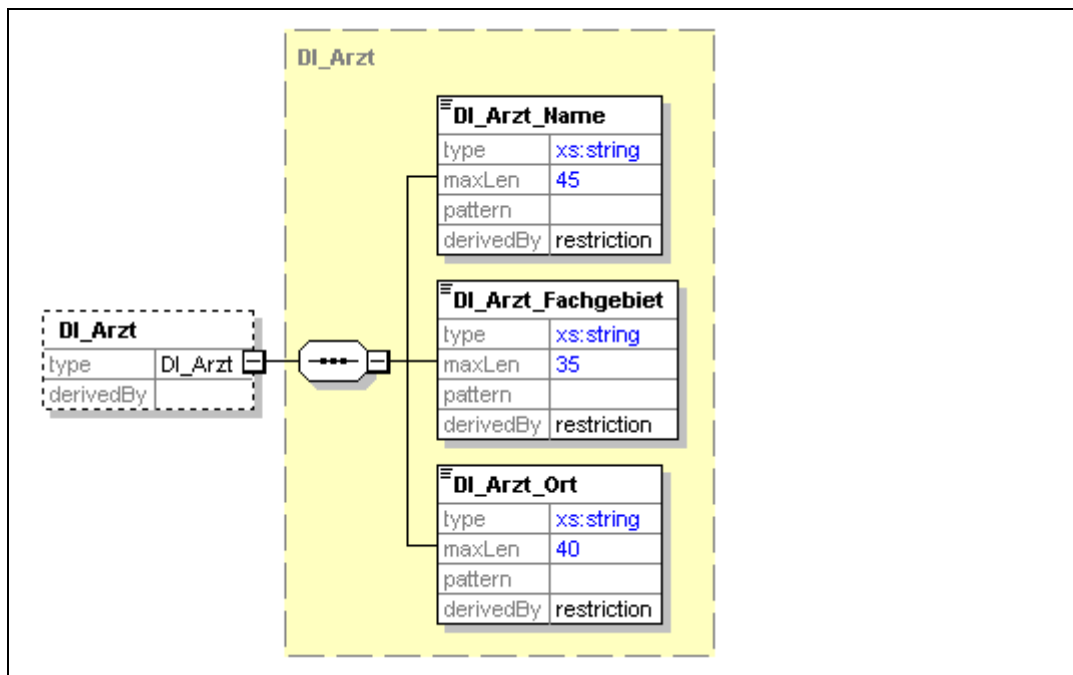 DI_Arzt
DI_Arzt_Name
type xs:string
maxLen 45
pattern
derivedBy restriction
DI_Arzt_Fachgebiet
type xs:string
maxLen 35
pattern
derivedBy restriction
DI_Arzt
type DI_Arzt
derivedBy
DI_Arzt_Ort
type xs:string
maxLen 40
pattern
derivedBy restriction